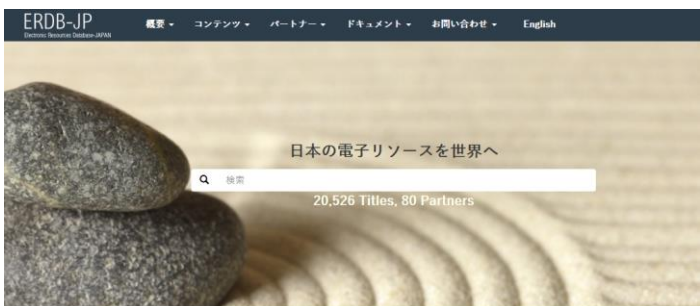 ERDB-JP
Electronic Resources Database-JAPAN
概要 コンテンツ パートナー ドキュメント お問い合わせ English
日本の電子リソースを世界へ
検索
20,526 Titles, 80 Partners